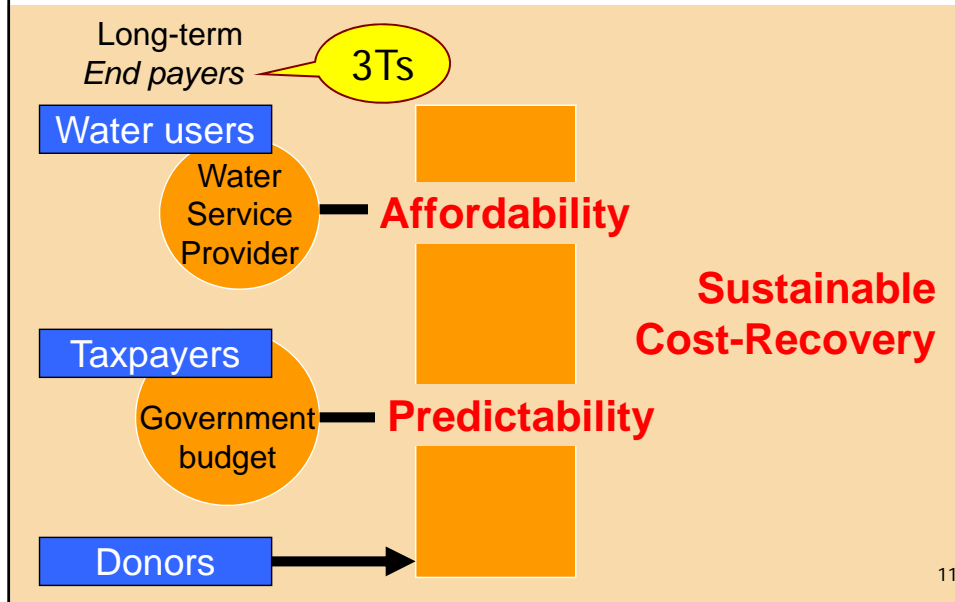 Long-term
End payers
3Ts
Water users
Water
Service
Provider
Affordability
Sustainable
Cost-Recovery
Taxpayers
Government
budget
Predictability
Donors
11